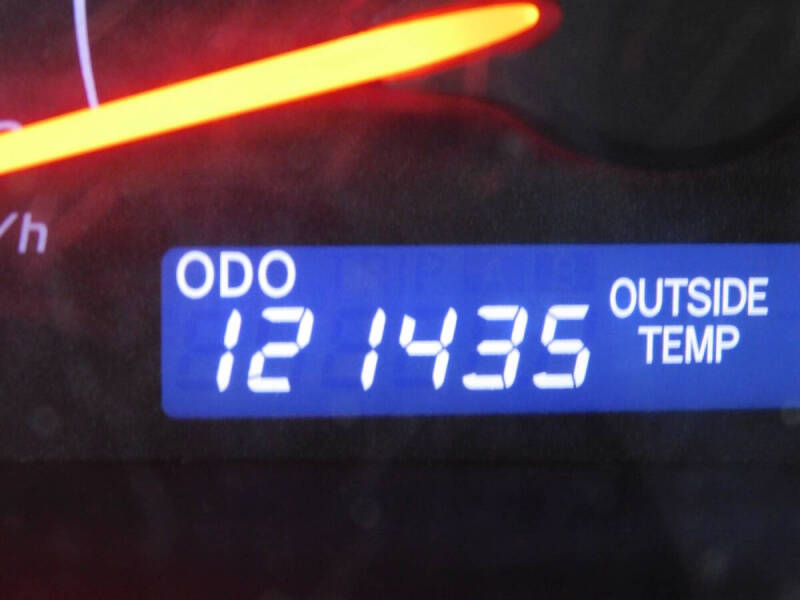 /h
ODO
121435
OUTSIDE
TEMP